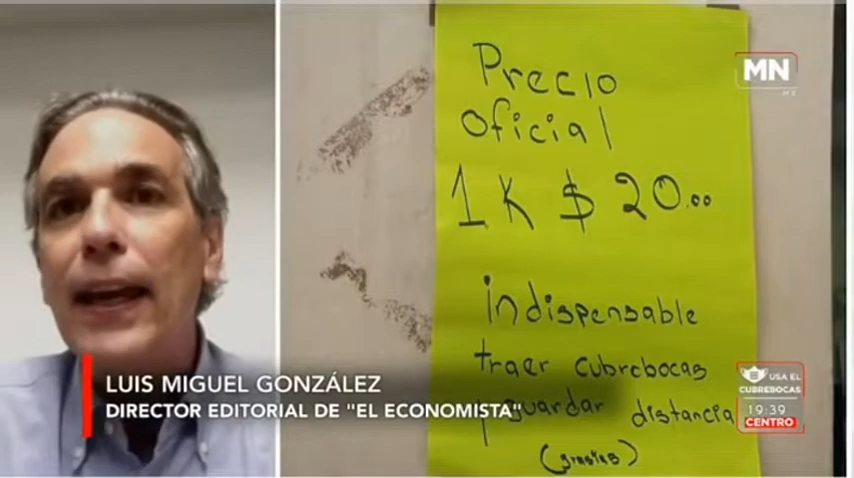 Precio
oficial
1 K $ 20.00
indispensable
traer cubrebocas
guardar distancia
(gracias)
MN
LUIS MIGUEL GONZÁLEZ
DIRECTOR EDITORIAL DE "EL ECONOMISTA"
USA EL
CUBREBOCAS
19:39
CENTRO